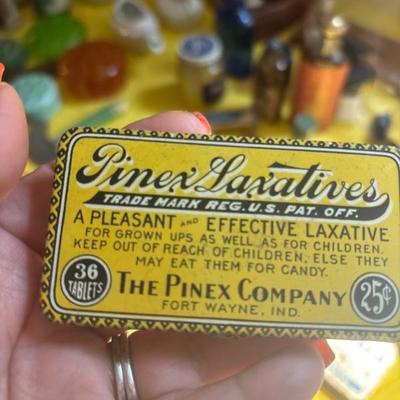 Pinex Laxatives
TRADE MARK REG. U.S. PAT. OFF.
A PLEASANT AND EFFECTIVE LAXATIVE
FOR GROWN UPS AS WELL AS FOR CHILDREN.
KEEP OUT OF REACH OF CHILDREN, ELSE THEY
MAY EAT THEM FOR CANDY.
36
TABLETS
THE PINEX COMPANY
FORT WAYNE, IND.
25¢